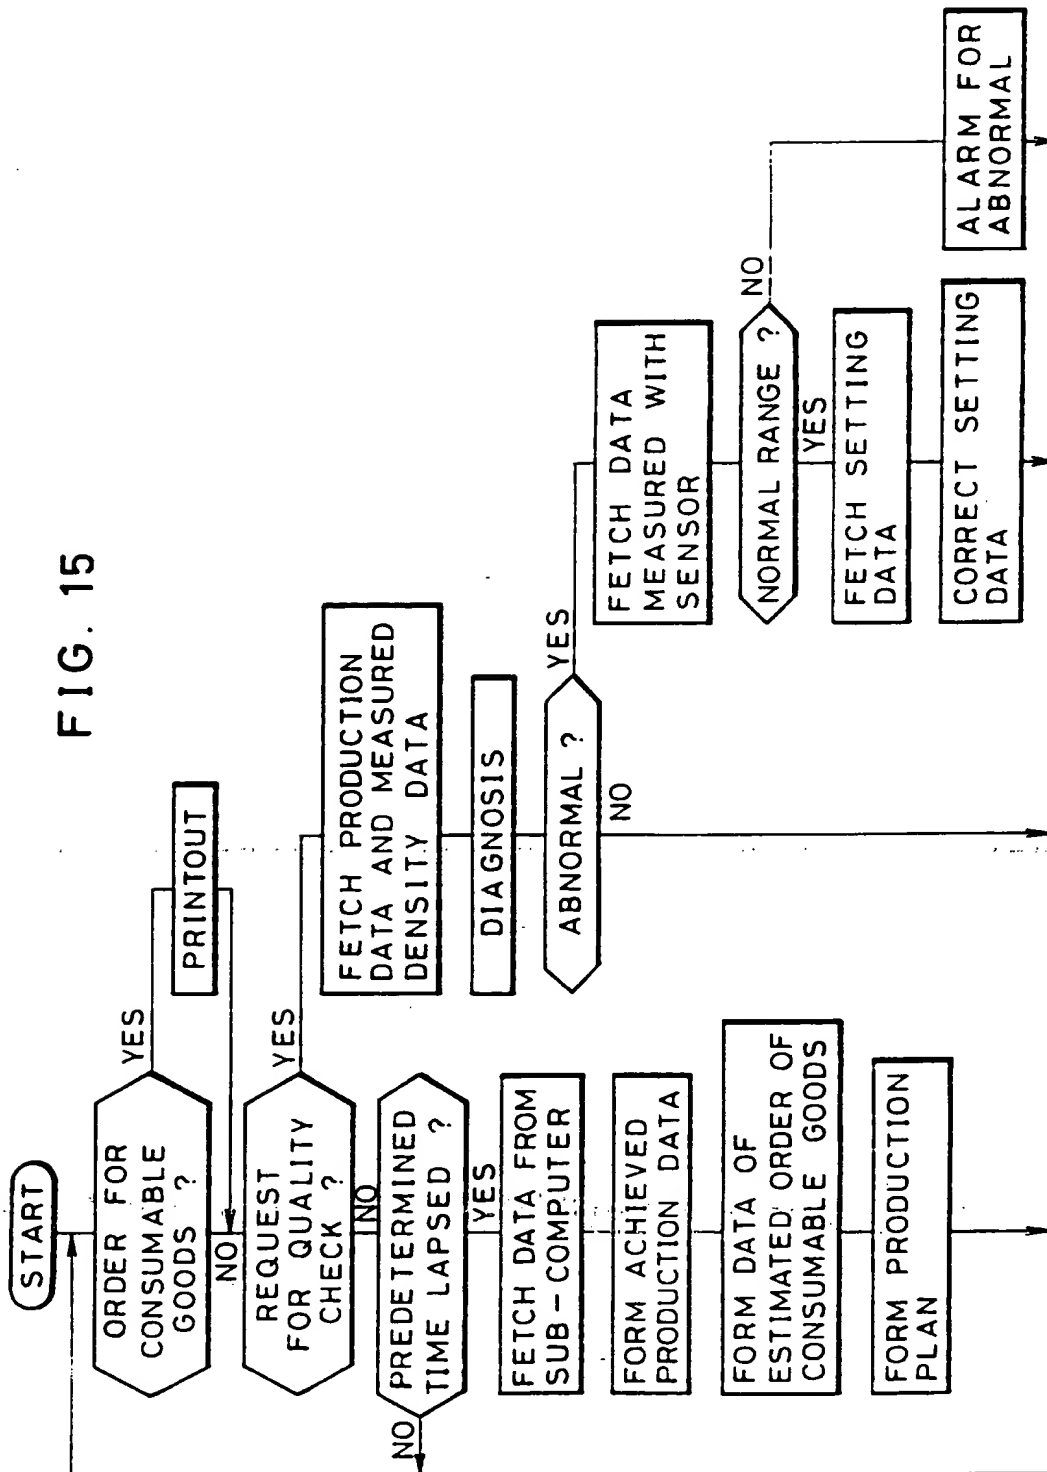 FIG. 15
START
ORDER FOR
CONSUMABLE
GOODS ?
YES
PRINTOUT
NO
REQUEST
FOR QUALITY
CHECK ?
YES
NO
PREDETERMINED
TIME LAPSED ?
NO
YES
FETCH DATA FROM
SUB-COMPUTER
FORM ACHIEVED
PRODUCTION DATA
FORM DATA OF
ESTIMATED ORDER OF
CONSUMABLE GOODS
FORM PRODUCTION
PLAN
FETCH PRODUCTION
DATA AND MEASURED
DENSITY DATA
DIAGNOSIS
ABNORMAL ?
YES
NO
FETCH DATA
MEASURED WITH
SENSOR
NORMAL RANGE ?
NO
YES
FETCH SETTING
DATA
CORRECT SETTING
DATA
ALARM FOR
ABNORMAL